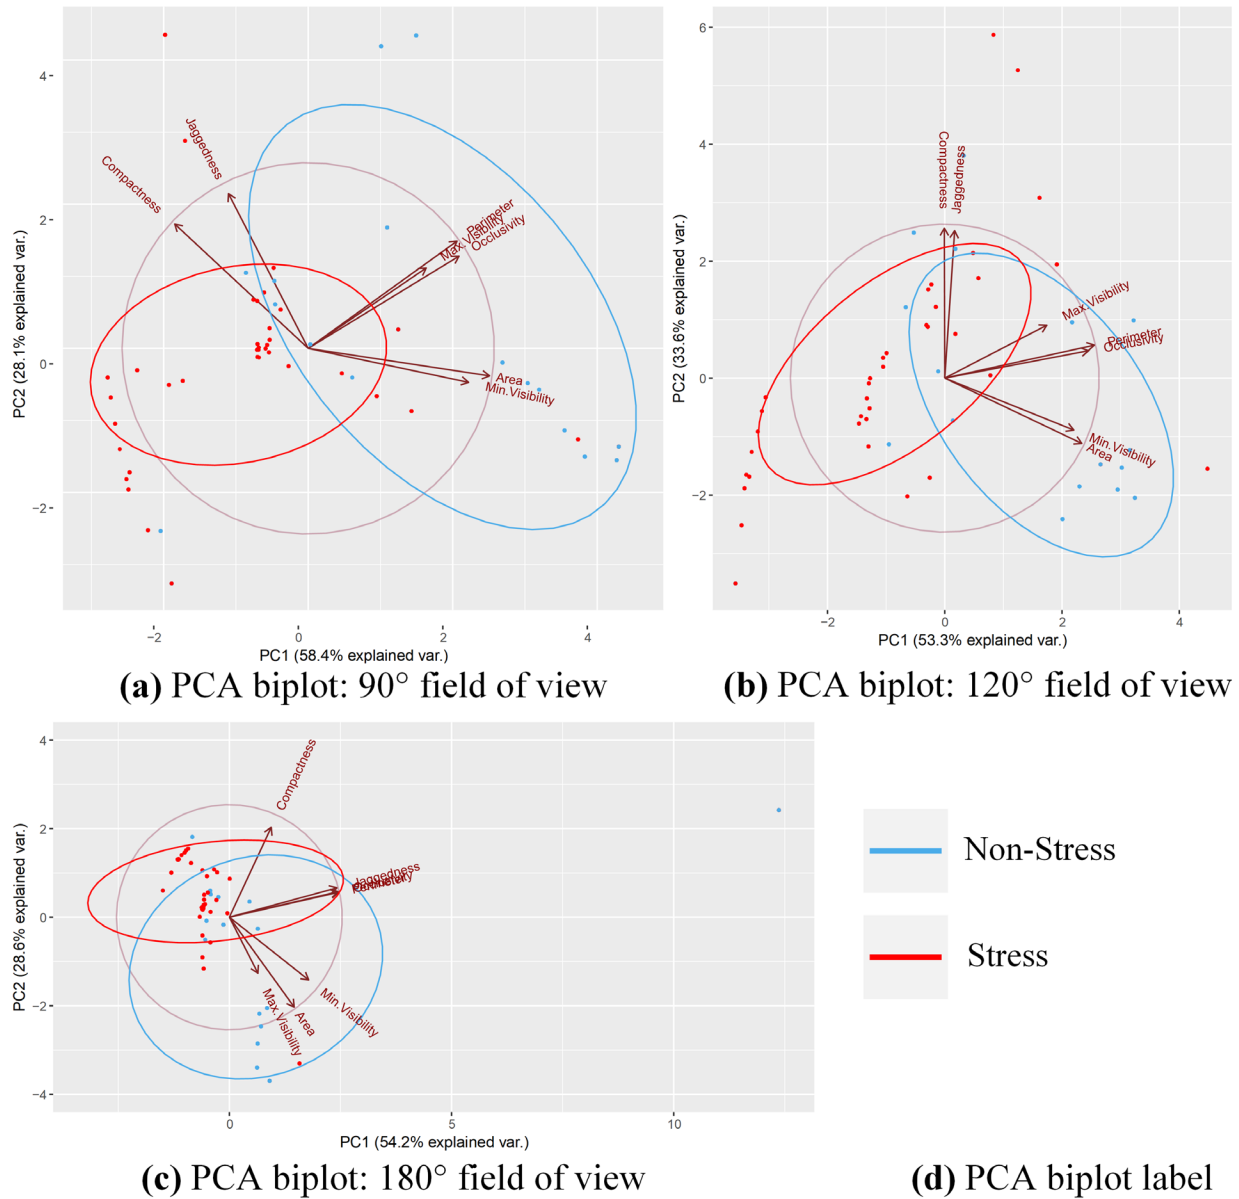 4
2
0
−2
PC2 (28.1% explained var.)
Jaggedness
Compactness
Perimeter
Max.Visibility
Occlusivity
Area
Min.Visibility
−2
0
2
4
PC1 (58.4% explained var.)
(a) PCA biplot: 90° field of view
6
4
2
0
−2
PC2 (33.6% explained var.)
Compactness
Jaggedness
Max.Visibility
Perimeter
Occlusivity
Min.Visibility
Area
−2
0
2
4
PC1 (53.3% explained var.)
(b) PCA biplot: 120° field of view
4
2
0
−2
−4
PC2 (28.6% explained var.)
Compactness
Jaggedness
Perimeter
Max.Visibility
Area
Min.Visibility
0
5
10
PC1 (54.2% explained var.)
(c) PCA biplot: 180° field of view
Non-Stress
Stress
(d) PCA biplot label